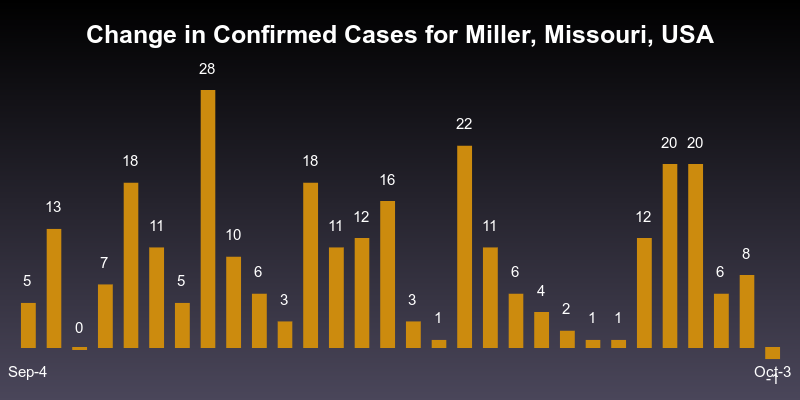 Change in Confirmed Cases for Miller, Missouri, USA
5 13 0 7 18 11 5 28 10 6 3 18 11 12 16 3 1 22 11 6 4 2 1 1 12 20 20 6 8
Sep-4 Oct-3
-1